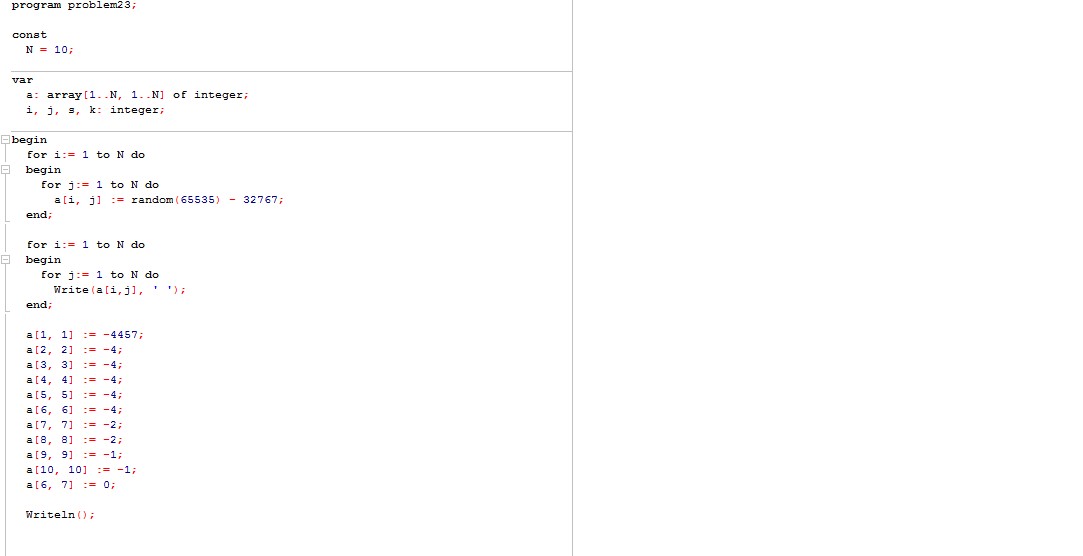 program problem23;
const
N = 10;
var
a: array[1..N, 1..N] of integer;
i, j, s, k: integer;
begin
for i:= 1 to N do
begin
for j:= 1 to N do
a[i, j] := random(65535) - 32767;
end;
for i:= 1 to N do
begin
for j:= 1 to N do
Write(a[i,j], ' ');
end;
a[1, 1] := -4457;
a[2, 2] := -4;
a[3, 3] := -4;
a[4, 4] := -4;
a[5, 5] := -4;
a[6, 6] := -4;
a[7, 7] := -2;
a[8, 8] := -2;
a[9, 9] := -1;
a[10, 10] := -1;
a[6, 7] := 0;
Writeln();